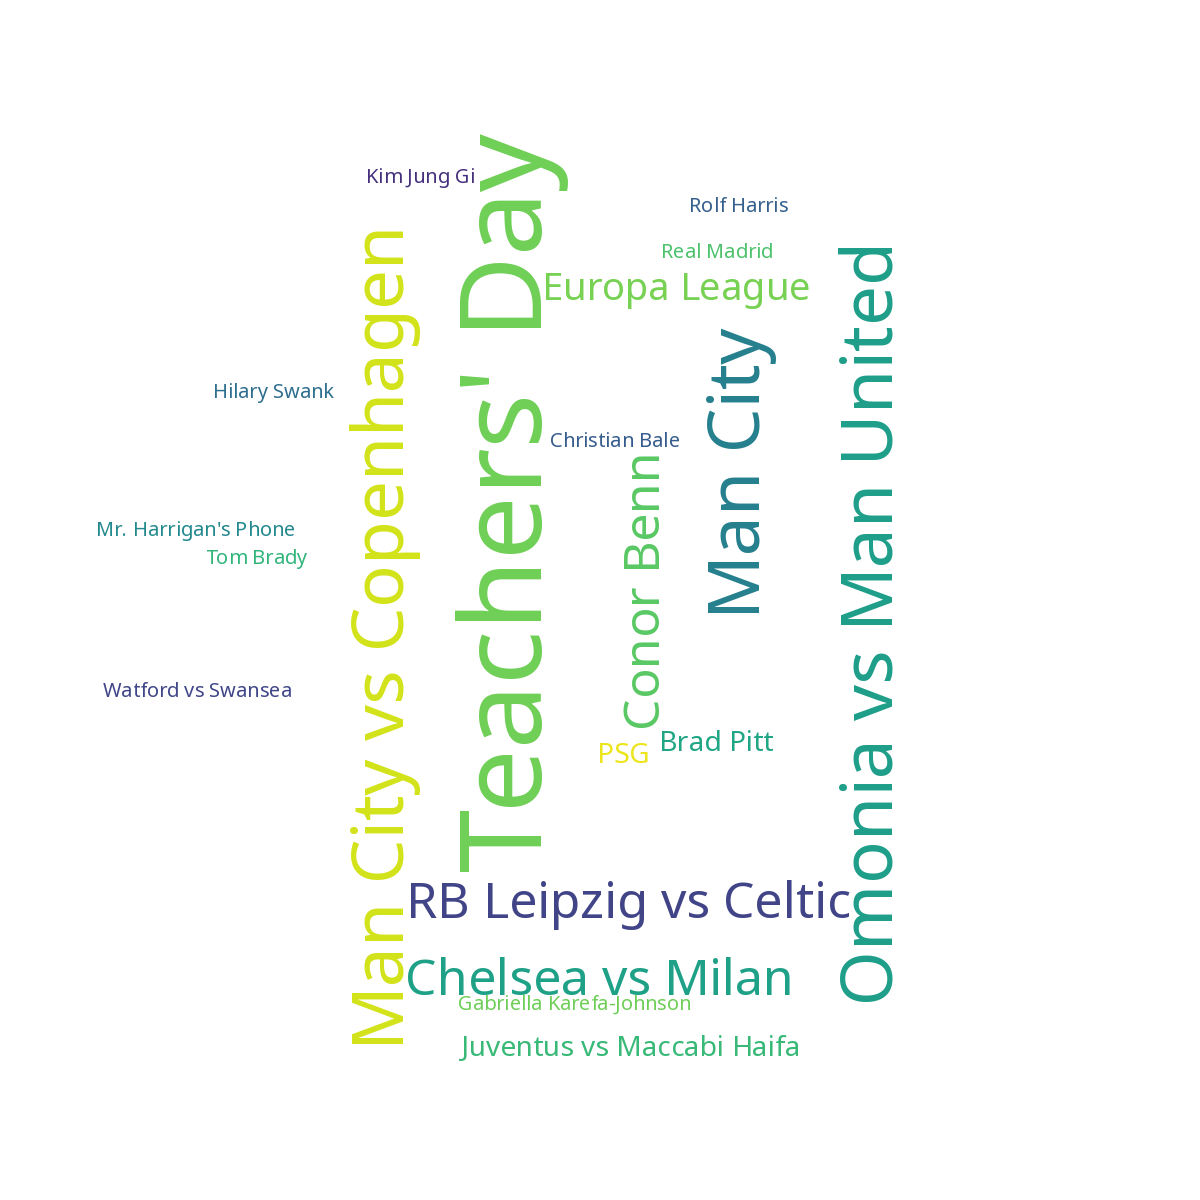 Kim Jung Gi
Teachers' Day
Rolf Harris
Real Madrid
Europa League
Man City vs Copenhagen
Omonia vs Man United
Man City
Hilary Swank
Christian Bale
Conor Benn
Mr. Harrigan's Phone
Tom Brady
Watford vs Swansea
Brad Pitt
PSG
RB Leipzig vs Celtic
Chelsea vs Milan
Gabriella Karefa-Johnson
Juventus vs Maccabi Haifa